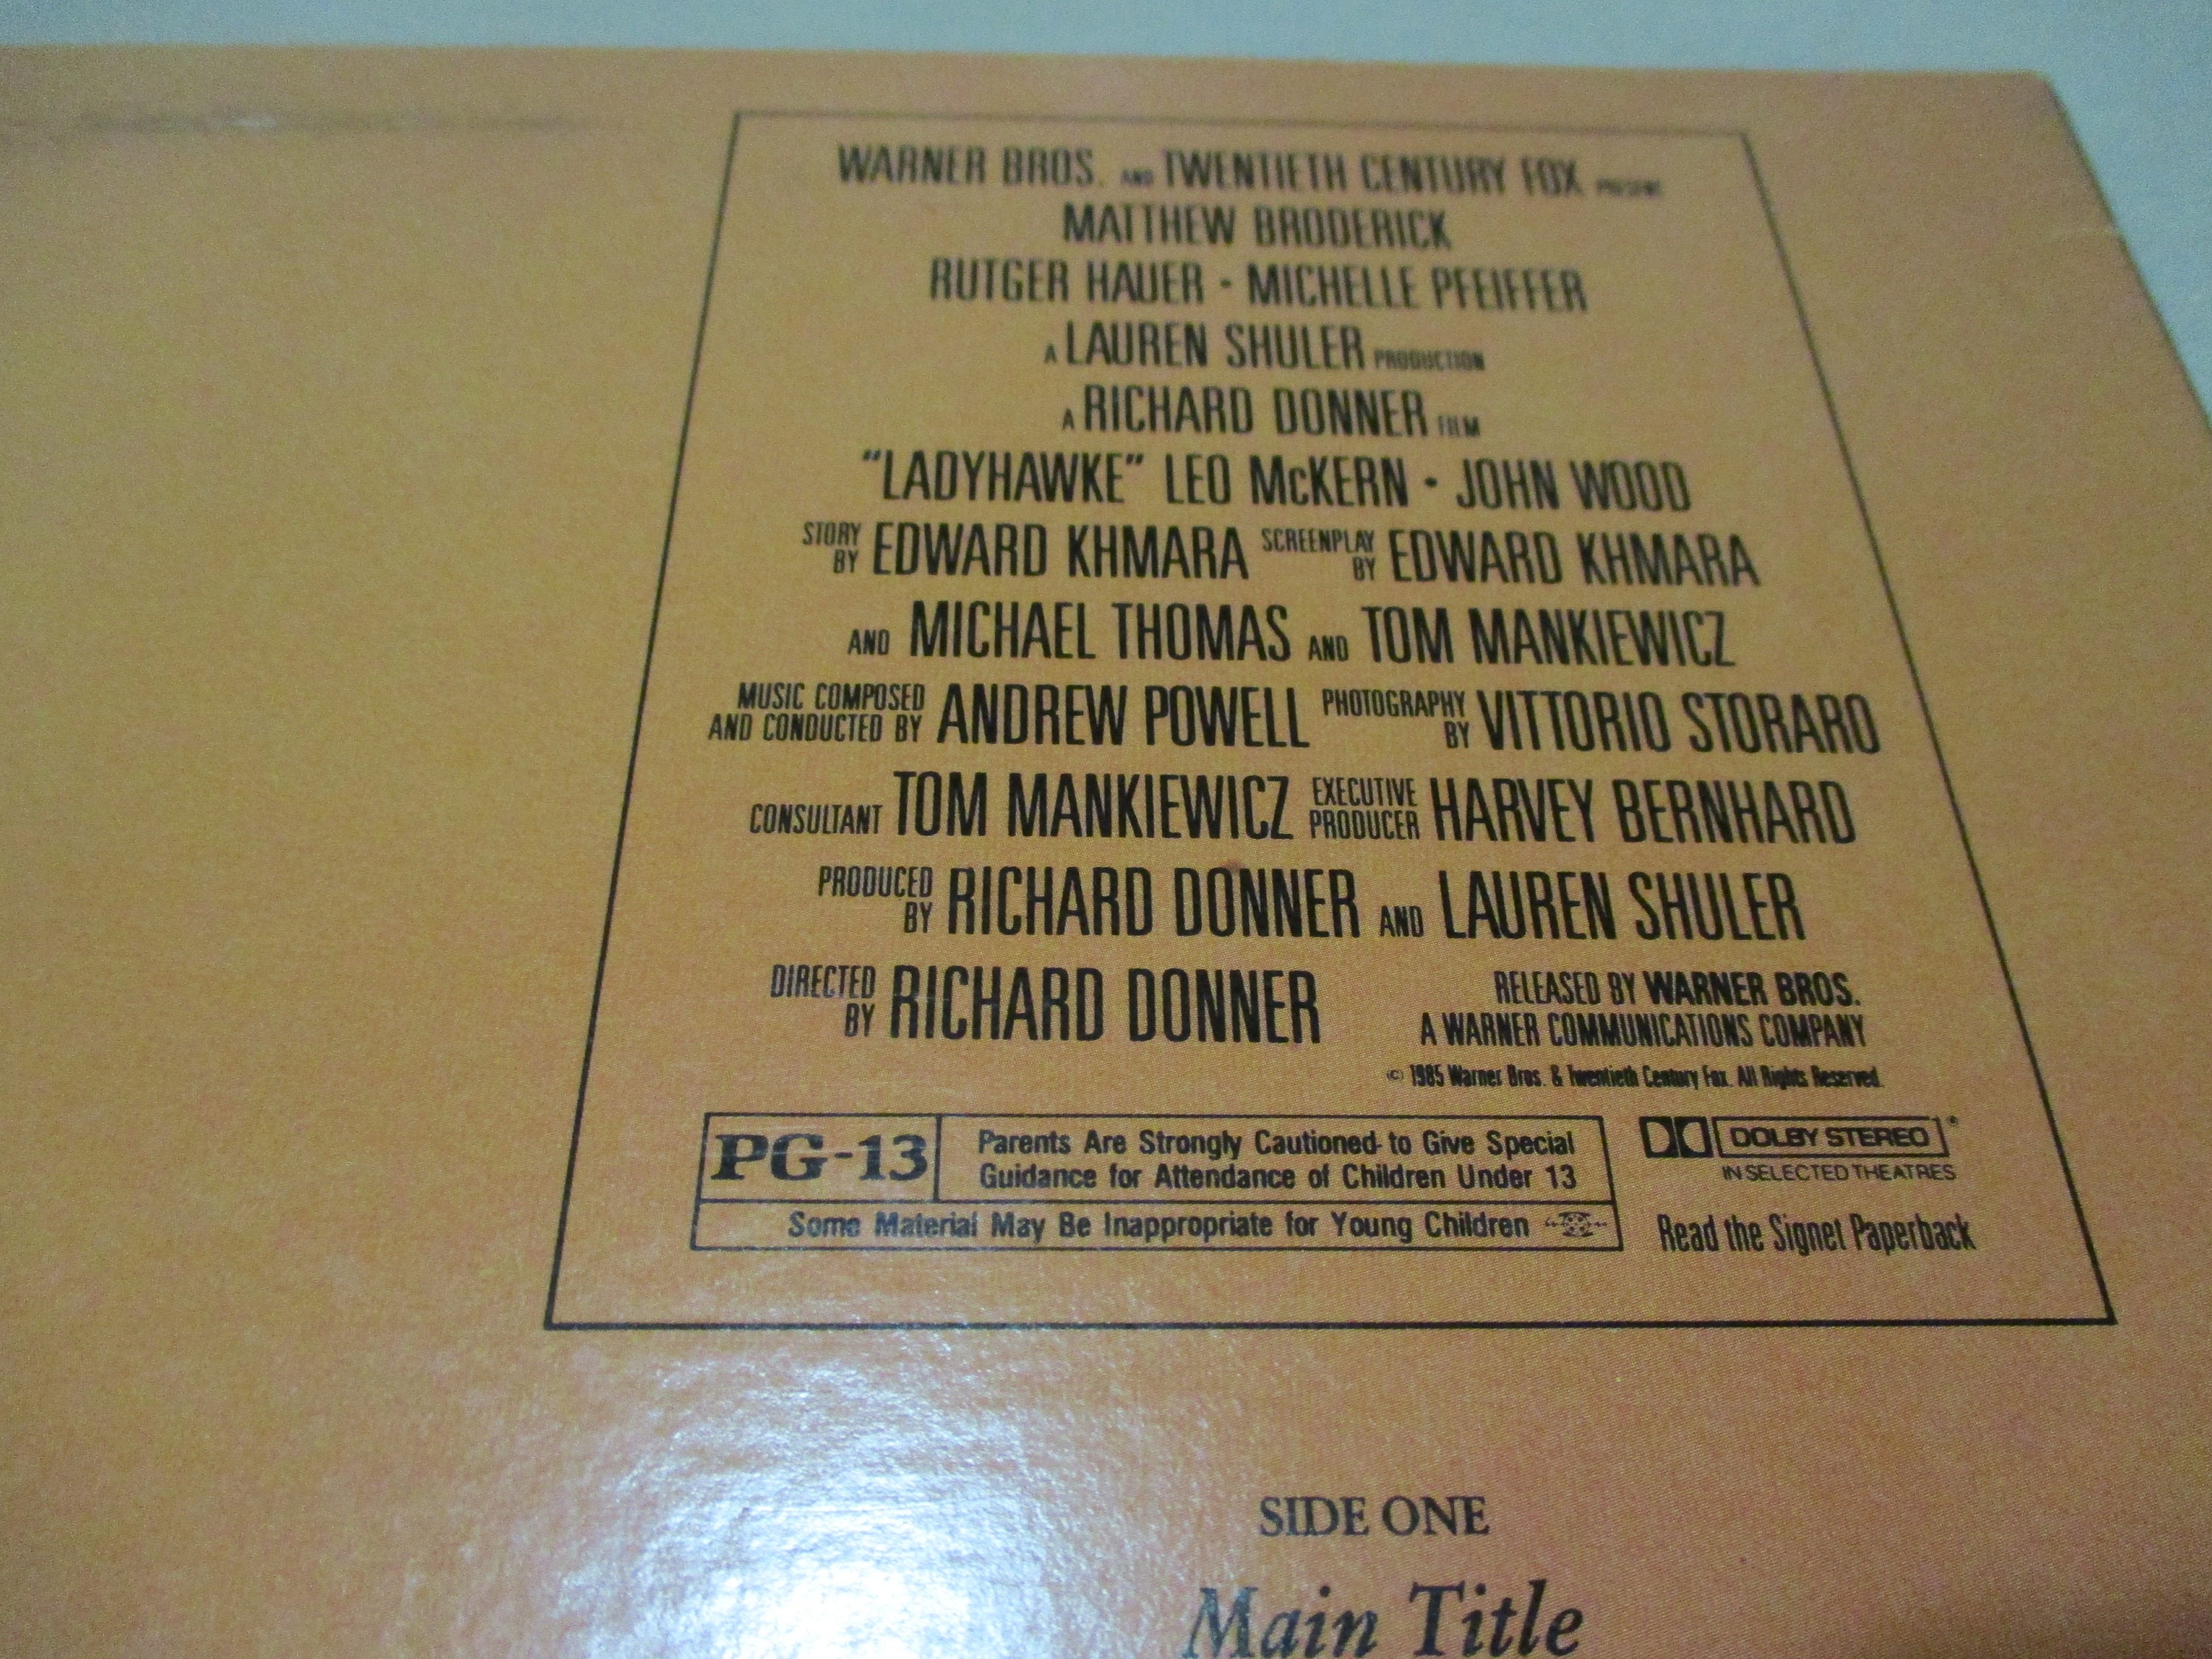 WARNER BROS. AND TWENTIETH CENTURY FOX PRESENT
MATTHEW BRODERICK
RUTGER HAUER • MICHELLE PFEIFFER
A LAUREN SHULER PRODUCTION
A RICHARD DONNER FILM
"LADYHAWKE" LEO McKERN • JOHN WOOD
STORY BY EDWARD KHMARA SCREENPLAY BY EDWARD KHMARA
AND MICHAEL THOMAS AND TOM MANKIEWICZ
MUSIC COMPOSED AND CONDUCTED BY ANDREW POWELL PHOTOGRAPHY BY VITTORIO STORARO
CONSULTANT TOM MANKIEWICZ EXECUTIVE PRODUCER HARVEY BERNHARD
PRODUCED BY RICHARD DONNER AND LAUREN SHULER
DIRECTED BY RICHARD DONNER
RELEASED BY WARNER BROS.
A WARNER COMMUNICATIONS COMPANY
© 1985 Warner Bros. & Twentieth Century Fox. All Rights Reserved.
PG-13
Parents Are Strongly Cautioned to Give Special
Guidance for Attendance of Children Under 13
Some Material May Be Inappropriate for Young Children
DOLBY STEREO
IN SELECTED THEATRES
Read the Signet Paperback
SIDE ONE
Main Title